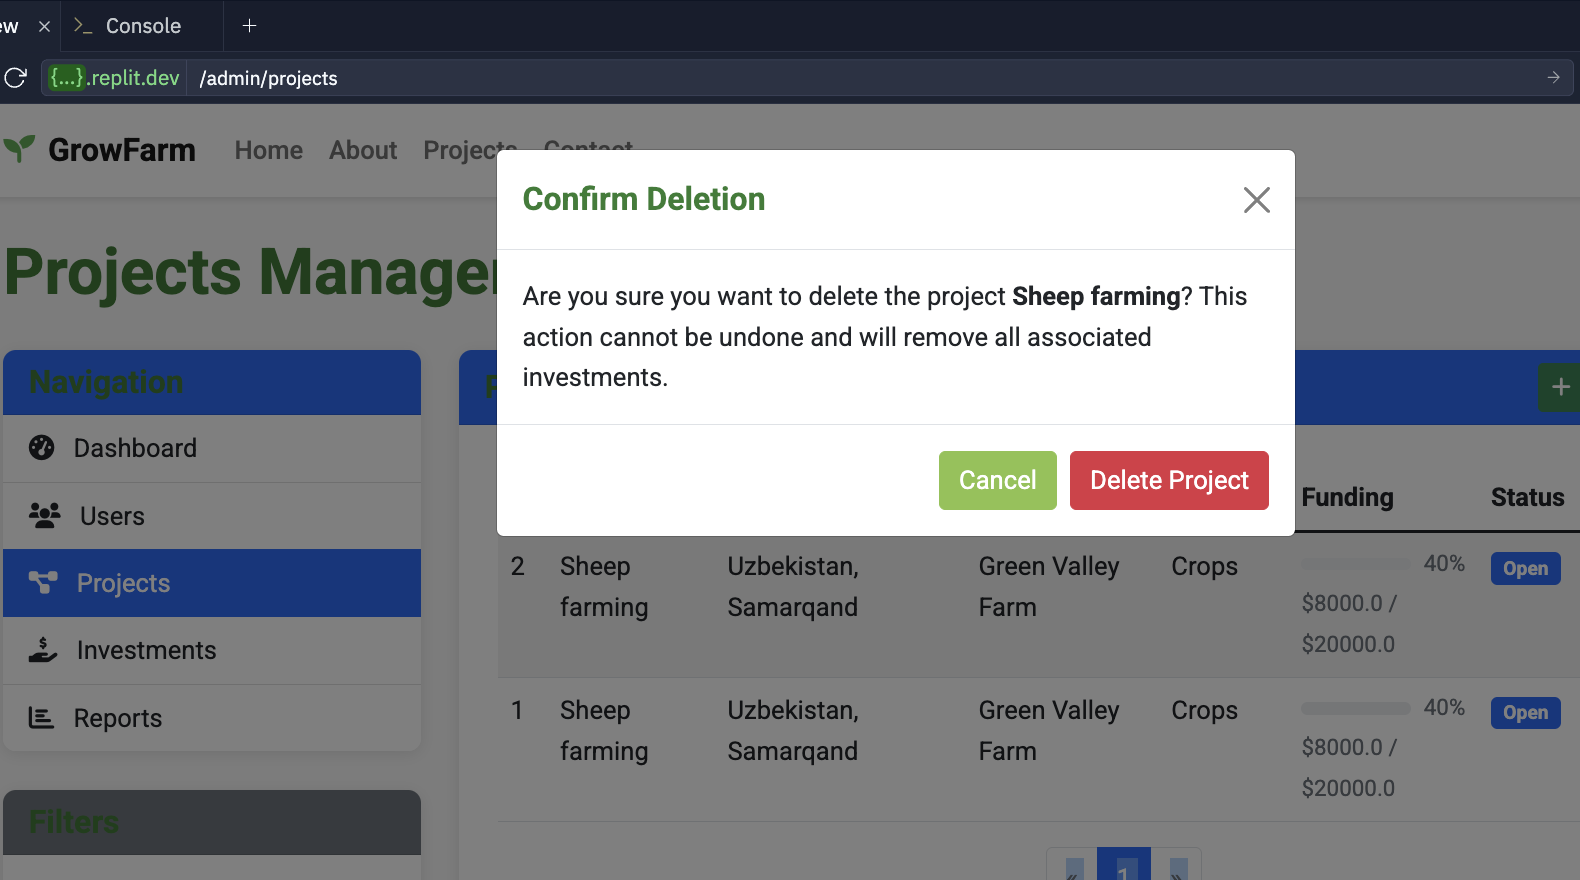 ew
Console
{...}.replit.dev /admin/projects
GrowFarm Home About Projects Contact
Confirm Deletion
Are you sure you want to delete the project Sheep farming? This
action cannot be undone and will remove all associated
investments.
Cancel Delete Project
Projects Manage
Navigation
Dashboard
Users
Projects
Investments
Reports
Filters
Funding Status
2 Sheep farming Uzbekistan, Samarqand Green Valley Farm Crops 40% $8000.0 / $20000.0 Open
1 Sheep farming Uzbekistan, Samarqand Green Valley Farm Crops 40% $8000.0 / $20000.0 Open
« 1 »